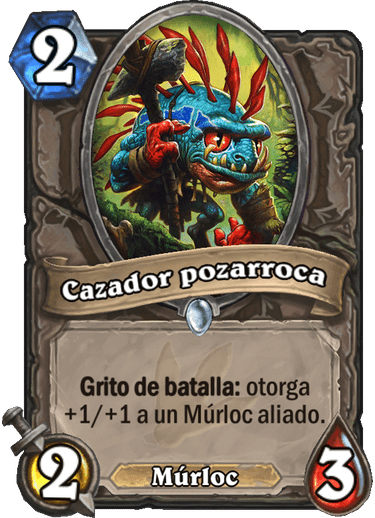 2
Cazador pozarroca
Grito de batalla: otorga
+1/+1 a un Múrloc aliado.
2
Múrloc
3